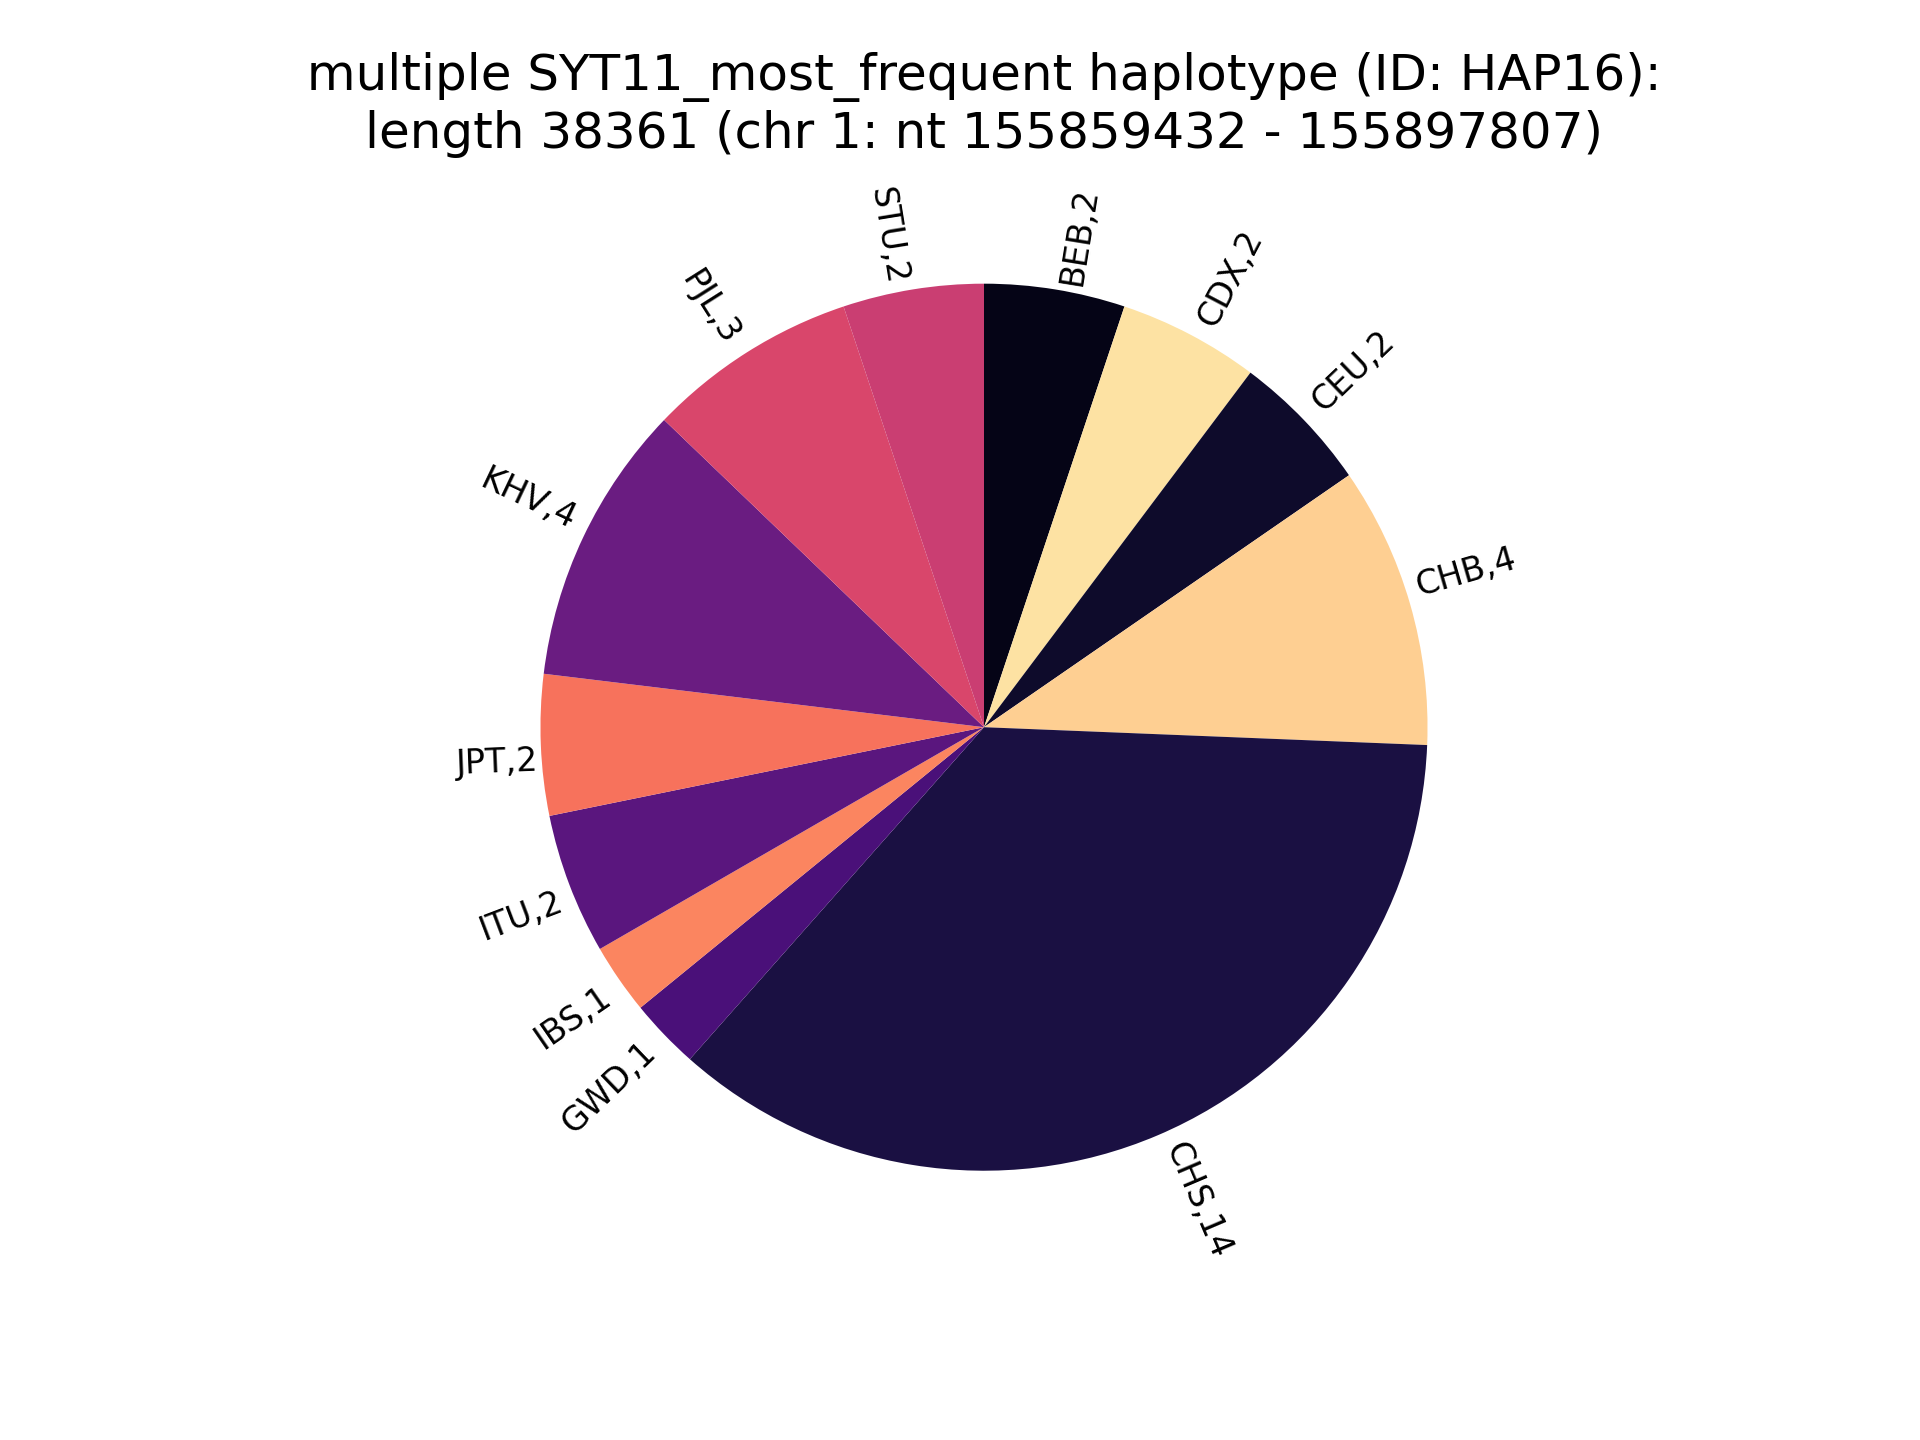 multiple SYT11_most_frequent haplotype (ID: HAP16):
length 38361 (chr 1: nt 155859432 - 155897807)
BEB,2
CDX,2
CEU,2
CHB,4
CHS,14
GWD,1
IBS,1
ITU,2
JPT,2
KHV,4
PJL,3
STU,2